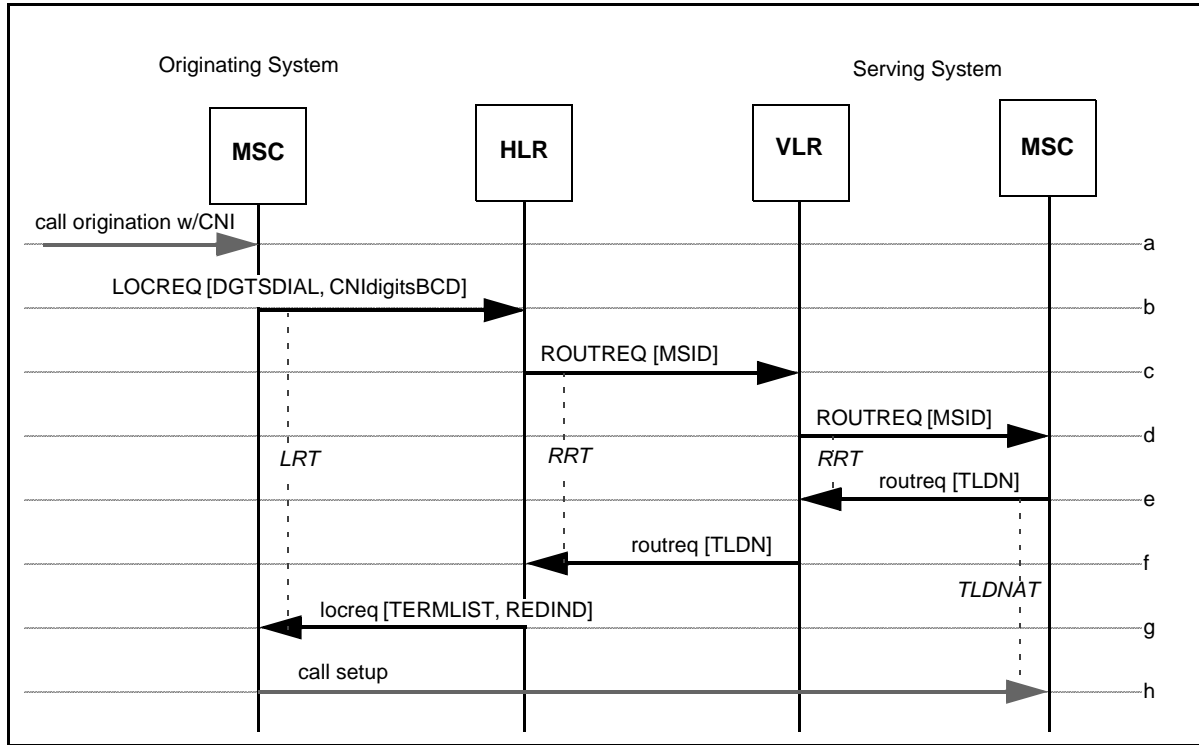 Originating System
Serving System
MSC
HLR
VLR
MSC
call origination w/CNI
a
LOCREQ [DGTSDIAL, CNIdigitsBCD]
b
ROUTREQ [MSID]
c
ROUTREQ [MSID]
d
LRT
RRT
RRT
routreq [TLDN]
e
routreq [TLDN]
f
TLDNAT
locreq [TERMLIST, REDIND]
g
call setup
h